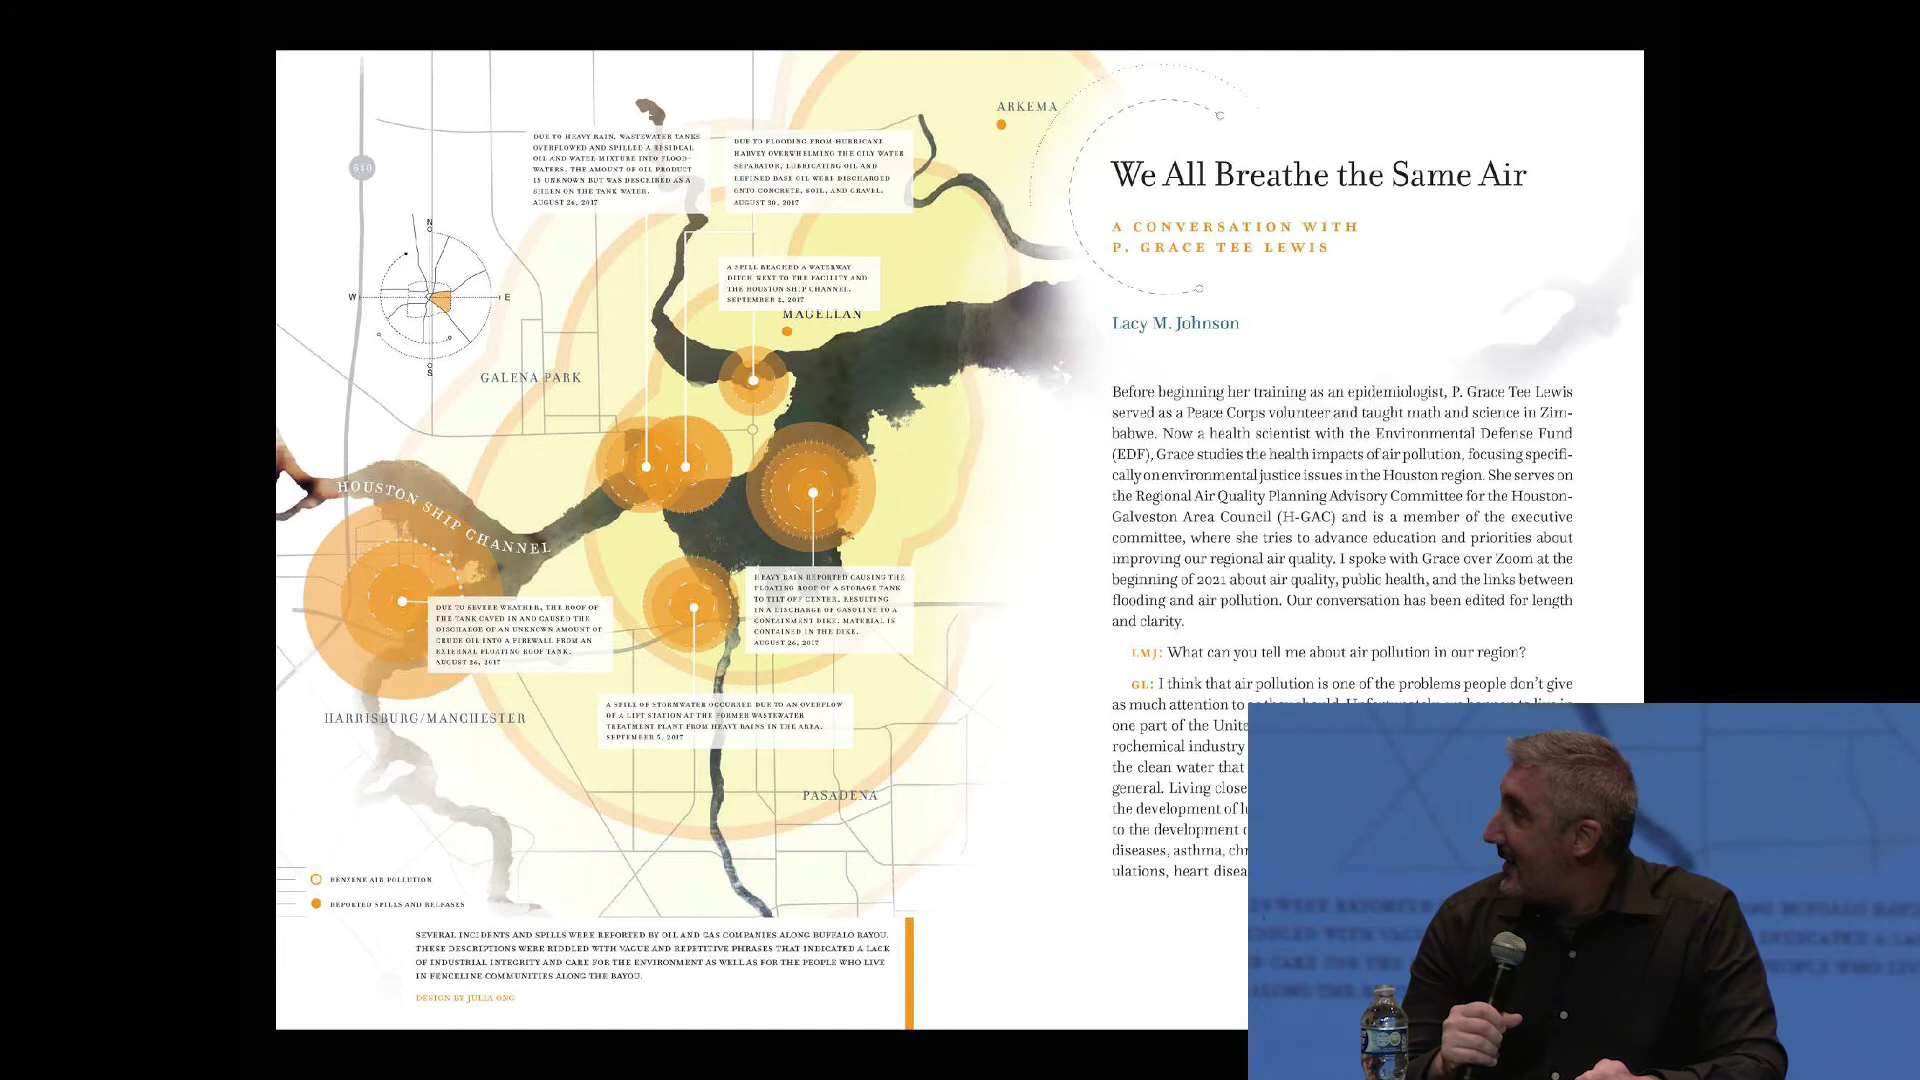 ARKEMA
610
DUE TO HEAVY RAIN, WASTEWATER TANKS
OVERFLOWED AND SPILLED A RESIDUAL
OIL AND WATER MIXTURE INTO FLOOD-
WATERS. THE AMOUNT OF OIL PRODUCT
IS UNKNOWN BUT WAS DESCRIBED AS A
SHEEN ON THE TANK WATER.
AUGUST 24, 2017
DUE TO FLOODING FROM HURRICANE
HARVEY OVERWHELMING THE OILY WATER
SEPARATOR, LUBRICATING OIL AND
REFINED BASE OIL WERE DISCHARGED
ONTO CONCRETE, SOIL, AND GRAVEL.
AUGUST 30, 2017
N
W
E
S
A SPILL REACHED A WATERWAY
DITCH NEXT TO THE FACILITY AND
THE HOUSTON SHIP CHANNEL.
SEPTEMBER 2, 2017
MAGELLAN
GALENA PARK
HOUSTON SHIP CHANNEL
HEAVY RAIN REPORTED CAUSING THE
FLOATING ROOF OF A STORAGE TANK
TO TILT OFF CENTER, RESULTING
IN A DISCHARGE OF GASOLINE TO A
CONTAINMENT DIKE. MATERIAL IS
CONTAINED IN THE DIKE.
AUGUST 26, 2017
DUE TO SEVERE WEATHER, THE ROOF OF
THE TANK CAVED IN AND CAUSED THE
DISCHARGE OF AN UNKNOWN AMOUNT OF
CRUDE OIL INTO A FIREWALL FROM AN
EXTERNAL FLOATING ROOF TANK.
AUGUST 26, 2017
A SPILL OF STORMWATER OCCURRED DUE TO AN OVERFLOW
OF A LIFT STATION AT THE FORMER WASTEWATER
TREATMENT PLANT FROM HEAVY RAINS IN THE AREA.
SEPTEMBER 5, 2017
HARRISBURG/MANCHESTER
PASADENA
BENZENE AIR POLLUTION
REPORTED SPILLS AND RELEASES
SEVERAL INCIDENTS AND SPILLS WERE REPORTED BY OIL AND GAS COMPANIES ALONG BUFFALO BAYOU.
THESE DESCRIPTIONS WERE RIDDLED WITH VAGUE AND REPETITIVE PHRASES THAT INDICATED A LACK
OF INDUSTRIAL INTEGRITY AND CARE FOR THE ENVIRONMENT AS WELL AS FOR THE PEOPLE WHO LIVE
IN FENCELINE COMMUNITIES ALONG THE BAYOU.
DESIGN BY JULIA ONG
We All Breathe the Same Air
A CONVERSATION WITH
P. GRACE TEE LEWIS
Lacy M. Johnson
Before beginning her training as an epidemiologist, P. Grace Tee Lewis
served as a Peace Corps volunteer and taught math and science in Zim-
babwe. Now a health scientist with the Environmental Defense Fund
(EDF), Grace studies the health impacts of air pollution, focusing specifi-
cally on environmental justice issues in the Houston region. She serves on
the Regional Air Quality Planning Advisory Committee for the Houston-
Galveston Area Council (H-GAC) and is a member of the executive
committee, where she tries to advance education and priorities about
improving our regional air quality. I spoke with Grace over Zoom at the
beginning of 2021 about air quality, public health, and the links between
flooding and air pollution. Our conversation has been edited for length
and clarity.
LMJ: What can you tell me about air pollution in our region?
GL: I think that air pollution is one of the problems people don't give
as much attention to
one part of the Unite
rochemical industry
the clean water that
general. Living close
the development of
to the development
diseases, asthma, chr
ulations, heart disea